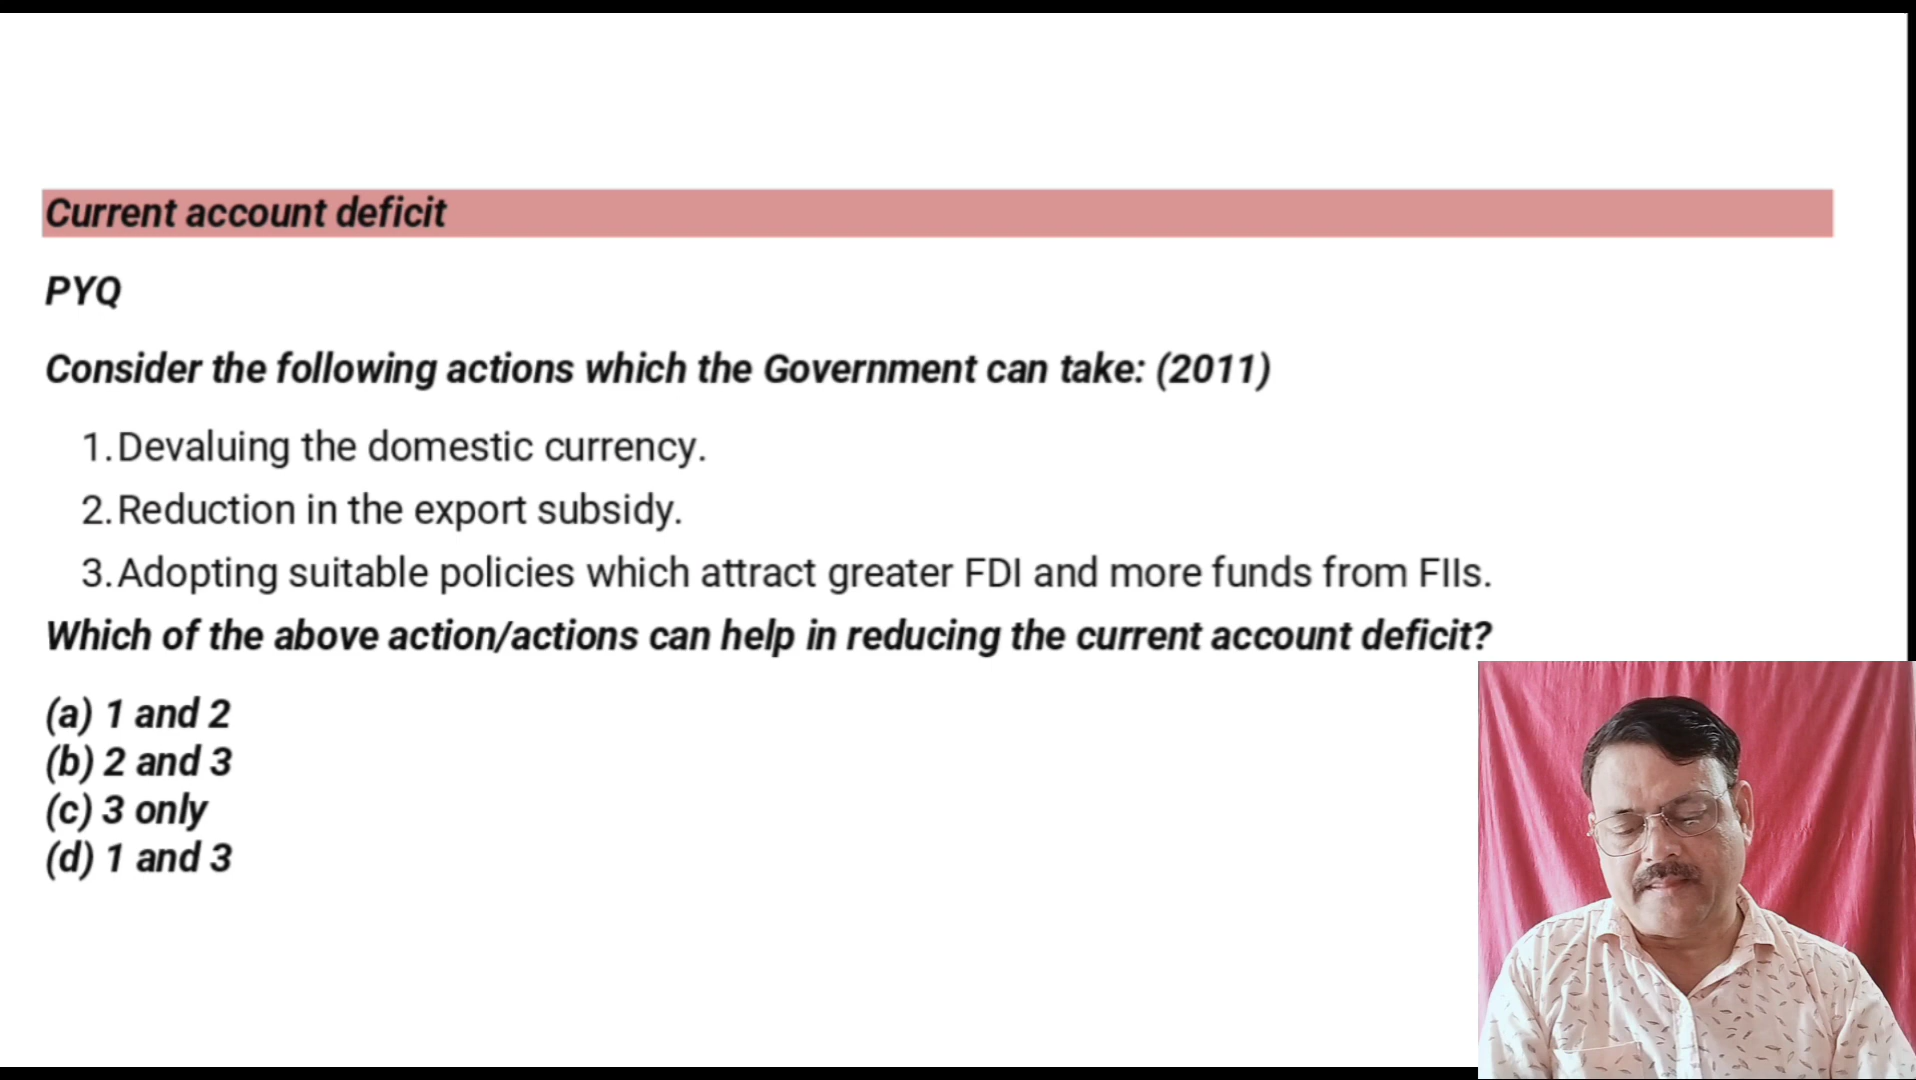 Current account deficit
PYQ
Consider the following actions which the Government can take: (2011)
1. Devaluing the domestic currency.
2. Reduction in the export subsidy.
3. Adopting suitable policies which attract greater FDI and more funds from FIIs.
Which of the above action/actions can help in reducing the current account deficit?
(a) 1 and 2
(b) 2 and 3
(c) 3 only
(d) 1 and 3